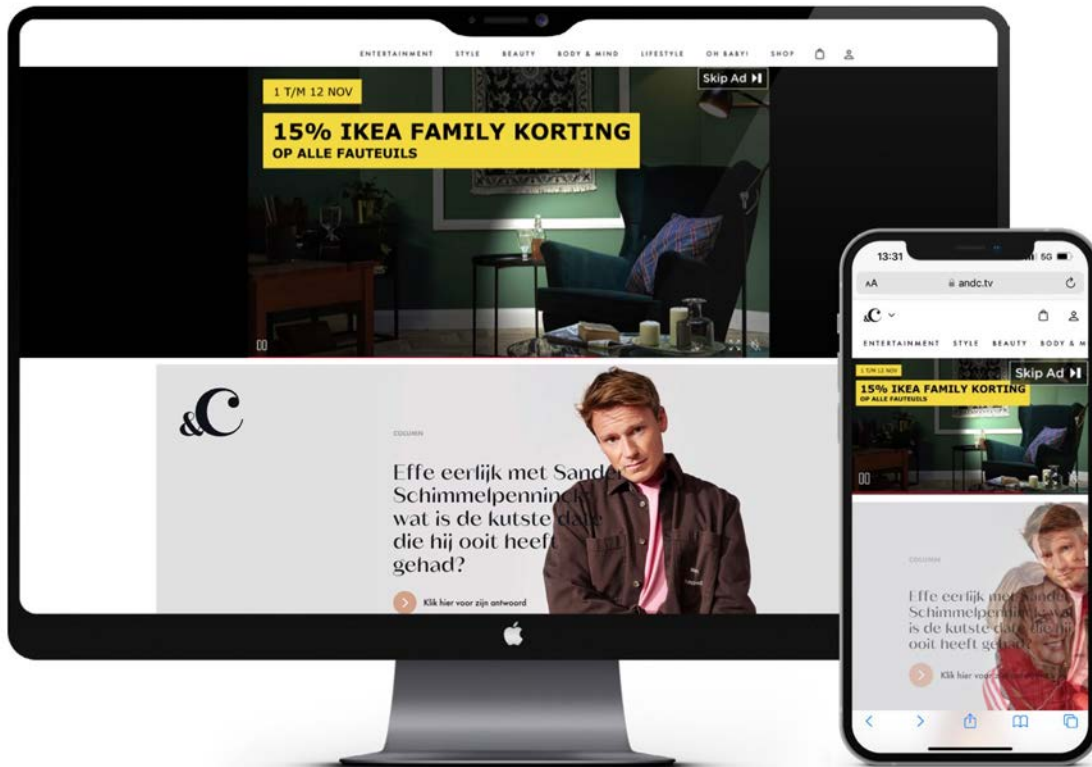 ENTERTAINMENT STYLE BEAUTY BODY & MIND LIFESTYLE OH BABY! SHOP
Skip Ad
1 T/M 12 NOV
15% IKEA FAMILY KORTING
OP ALLE FAUTEUILS
&C
COLUMN
Effe eerlijk met Sander
Schimmelpenninck:
wat is de kutste date
die hij ooit heeft
gehad?
Klik hier voor zijn antwoord
13:31 5G
AA andc.tv
&C
ENTERTAINMENT STYLE BEAUTY BODY & M
Skip Ad
1 T/M 12 NOV
15% IKEA FAMILY KORTING
OP ALLE FAUTEUILS
COLUMN
Effe eerlijk met Sander
Schimmelpenninck: wat
is de kutste date die hij
ooit heeft gehad?
Klik hier voor zijn